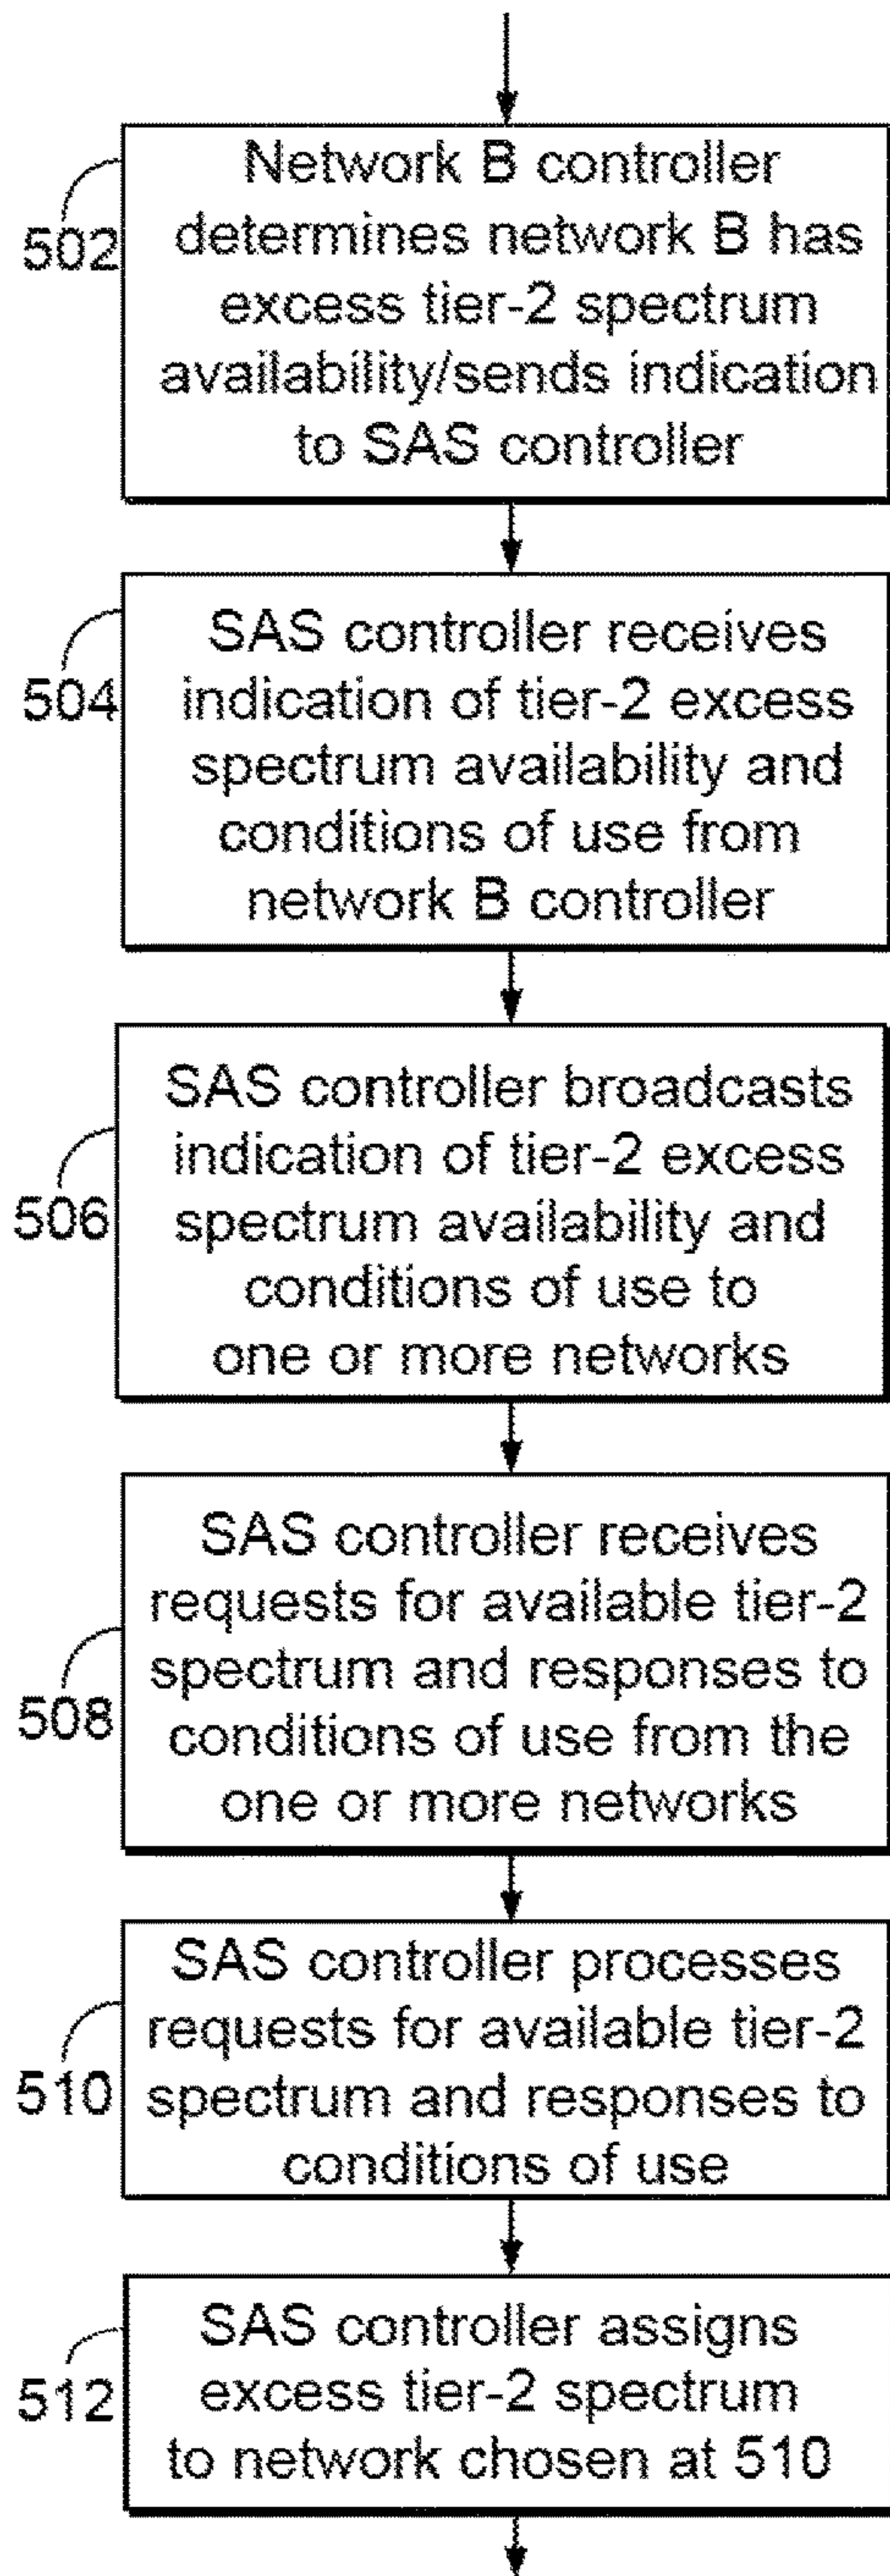 Network B controller
determines network B has
502
excess tier-2 spectrum
availability/sends indication
to SAS controller
SAS controller receives
504
indication of tier-2 excess
spectrum availability and
conditions of use from
network B controller
SAS controller broadcasts
indication of tier-2 excess
506
spectrum availability and
conditions of use to
one or more networks
SAS controller receives
requests for available tier-2
spectrum and responses to
508
conditions of use from the
one or more networks
SAS controller processes
requests for available tier-2
510
spectrum and responses to
conditions of use
SAS controller assigns
512
excess tier-2 spectrum
to network chosen at 510